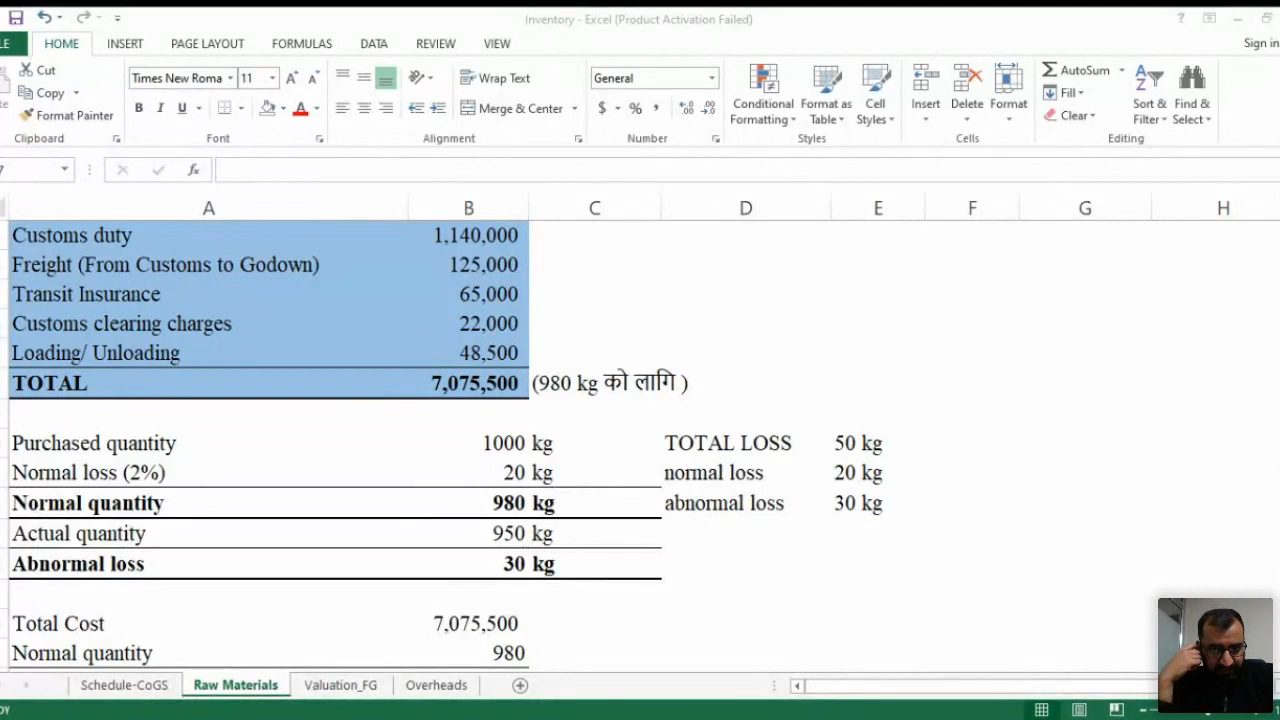 Inventory - Excel (Product Activation Failed)
HOME INSERT PAGE LAYOUT FORMULAS DATA REVIEW VIEW
Sign in
Cut
Copy
Format Painter
Clipboard
Times New Roma 11
B I U
Font
Wrap Text
Merge & Center
Alignment
General
$ % ,
Number
Conditional Formatting
Format as Table
Cell Styles
Styles
Insert Delete Format
Cells
AutoSum
Fill
Clear
Sort & Filter
Find & Select
Editing
fx
A B C D E F G H
Customs duty 1,140,000
Freight (From Customs to Godown) 125,000
Transit Insurance 65,000
Customs clearing charges 22,000
Loading/ Unloading 48,500
TOTAL 7,075,500 (980 kg को लागि )
Purchased quantity 1000 kg TOTAL LOSS 50 kg
Normal loss (2%) 20 kg normal loss 20 kg
Normal quantity 980 kg abnormal loss 30 kg
Actual quantity 950 kg
Abnormal loss 30 kg
Total Cost 7,075,500
Normal quantity 980
Schedule-CoGS Raw Materials Valuation_FG Overheads